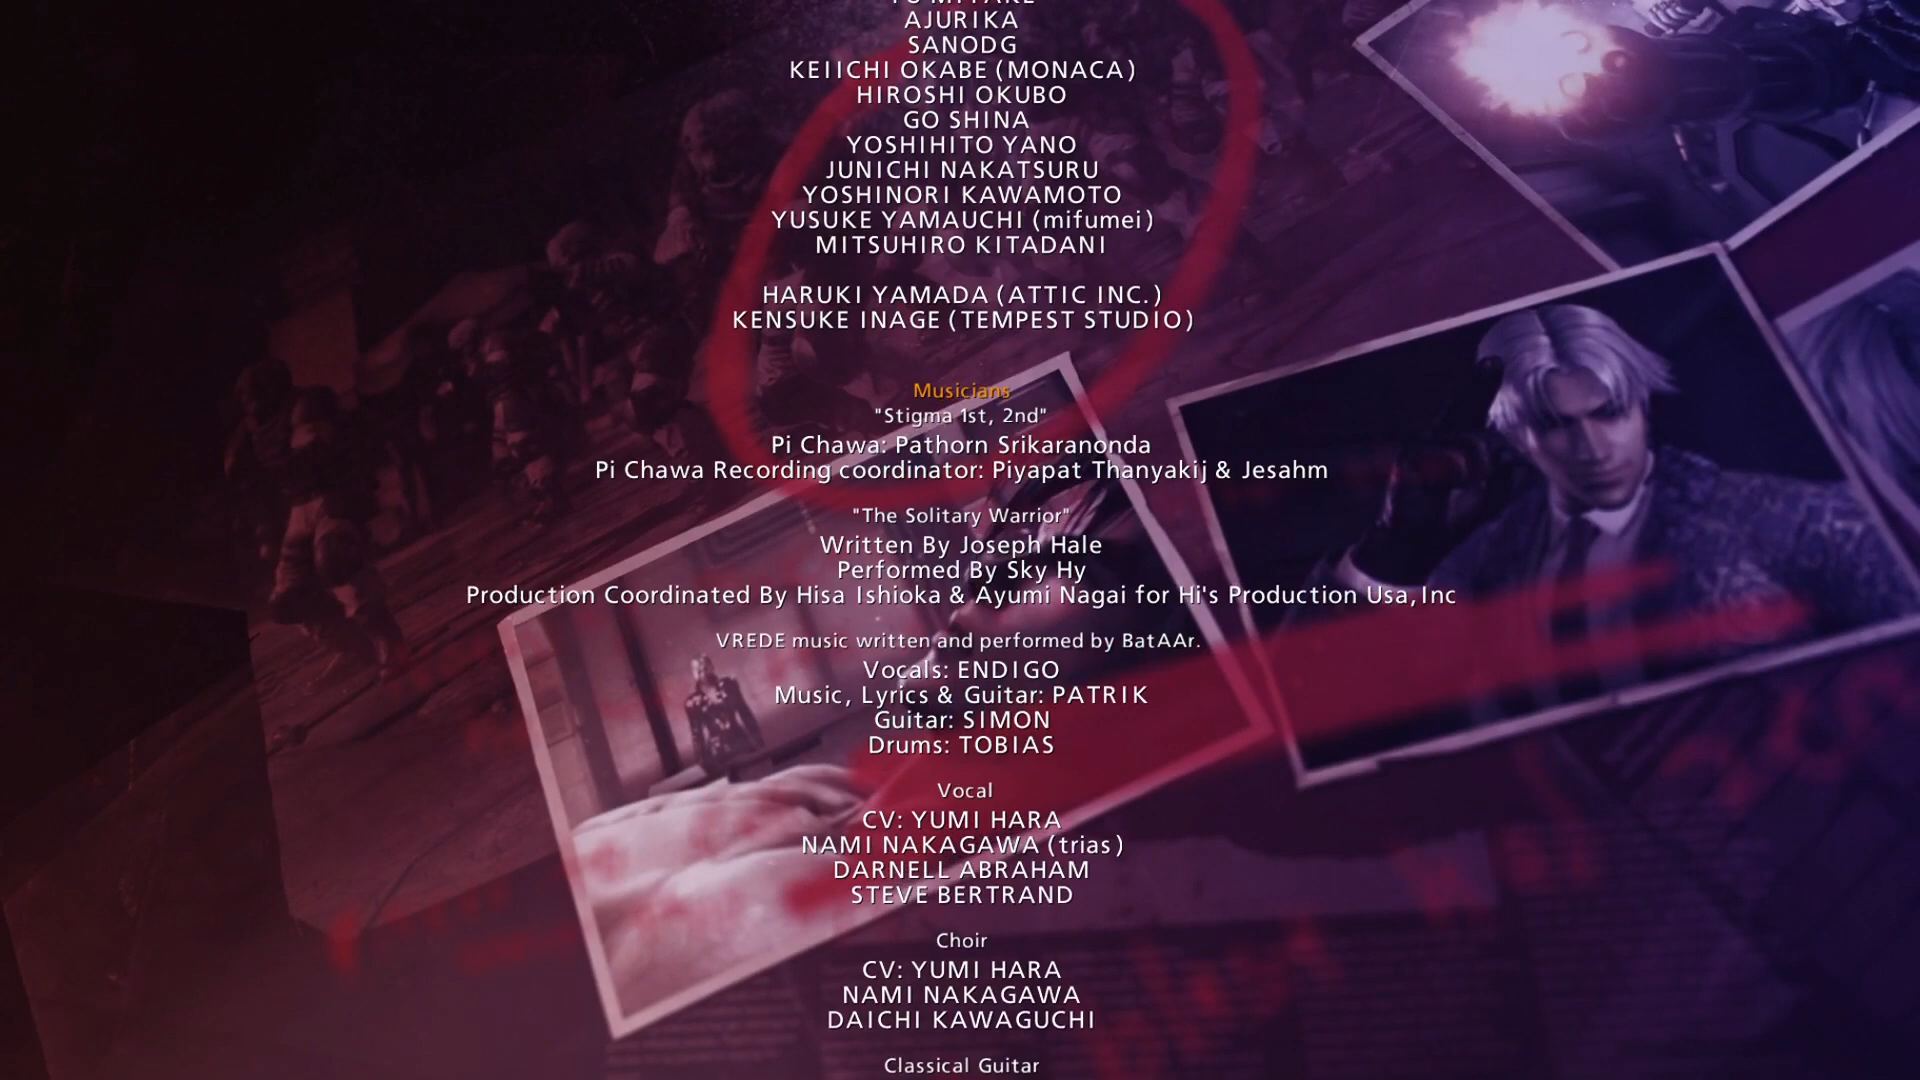 YU MIYAKE
AJURIKA
SANODG
KEIICHI OKABE (MONACA)
HIROSHI OKUBO
GO SHINA
YOSHIHITO YANO
JUNICHI NAKATSURU
YOSHINORI KAWAMOTO
YUSUKE YAMAUCHI (mifumei)
MITSUHIRO KITADANI
HARUKI YAMADA (ATTIC INC.)
KENSUKE INAGE (TEMPEST STUDIO)
Musicians
"Stigma 1st, 2nd"
Pi Chawa: Pathorn Srikaranonda
Pi Chawa Recording coordinator: Piyapat Thanyakij & Jesahm
"The Solitary Warrior"
Written By Joseph Hale
Performed By Sky Hy
Production Coordinated By Hisa Ishioka & Ayumi Nagai for Hi's Production Usa,Inc
VREDE music written and performed by BatAAr.
Vocals: ENDIGO
Music, Lyrics & Guitar: PATRIK
Guitar: SIMON
Drums: TOBIAS
Vocal
CV: YUMI HARA
NAMI NAKAGAWA (trias)
DARNELL ABRAHAM
STEVE BERTRAND
Choir
CV: YUMI HARA
NAMI NAKAGAWA
DAICHI KAWAGUCHI
Classical Guitar